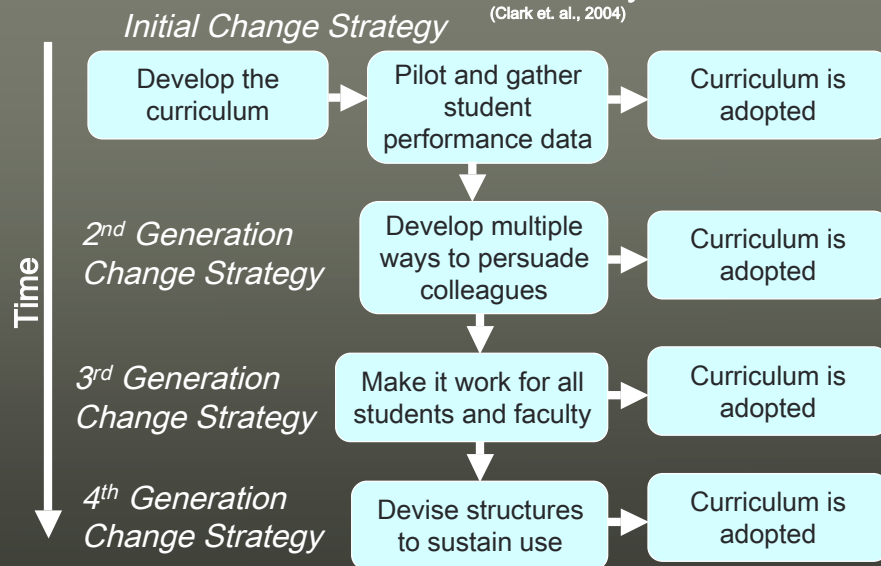 (Clark et. al., 2004)
Initial Change Strategy
Develop the
curriculum
Pilot and gather
student
performance data
Curriculum is
adopted
2nd Generation
Change Strategy
Develop multiple
ways to persuade
colleagues
Curriculum is
adopted
Time
3rd Generation
Change Strategy
Make it work for all
students and faculty
Curriculum is
adopted
4th Generation
Change Strategy
Devise structures
to sustain use
Curriculum is
adopted